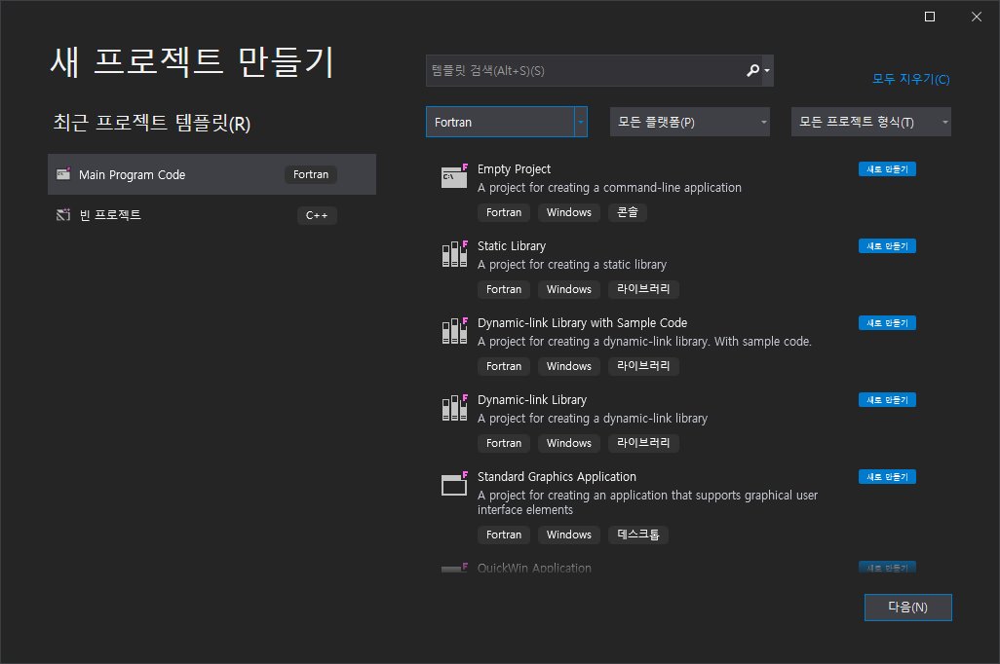 새 프로젝트 만들기
최근 프로젝트 템플릿(R)
Main Program Code Fortran
빈 프로젝트 C++
템플릿 검색(Alt+S)(S)
모두 지우기(C)
Fortran 모든 플랫폼(P) 모든 프로젝트 형식(T)
Empty Project 새로 만들기
A project for creating a command-line application
Fortran Windows 콘솔
Static Library 새로 만들기
A project for creating a static library
Fortran Windows 라이브러리
Dynamic-link Library with Sample Code 새로 만들기
A project for creating a dynamic-link library. With sample code.
Fortran Windows 라이브러리
Dynamic-link Library 새로 만들기
A project for creating a dynamic-link library
Fortran Windows 라이브러리
Standard Graphics Application 새로 만들기
A project for creating an application that supports graphical user
interface elements
Fortran Windows 데스크톱
QuickWin Application 새로 만들기
다음(N)